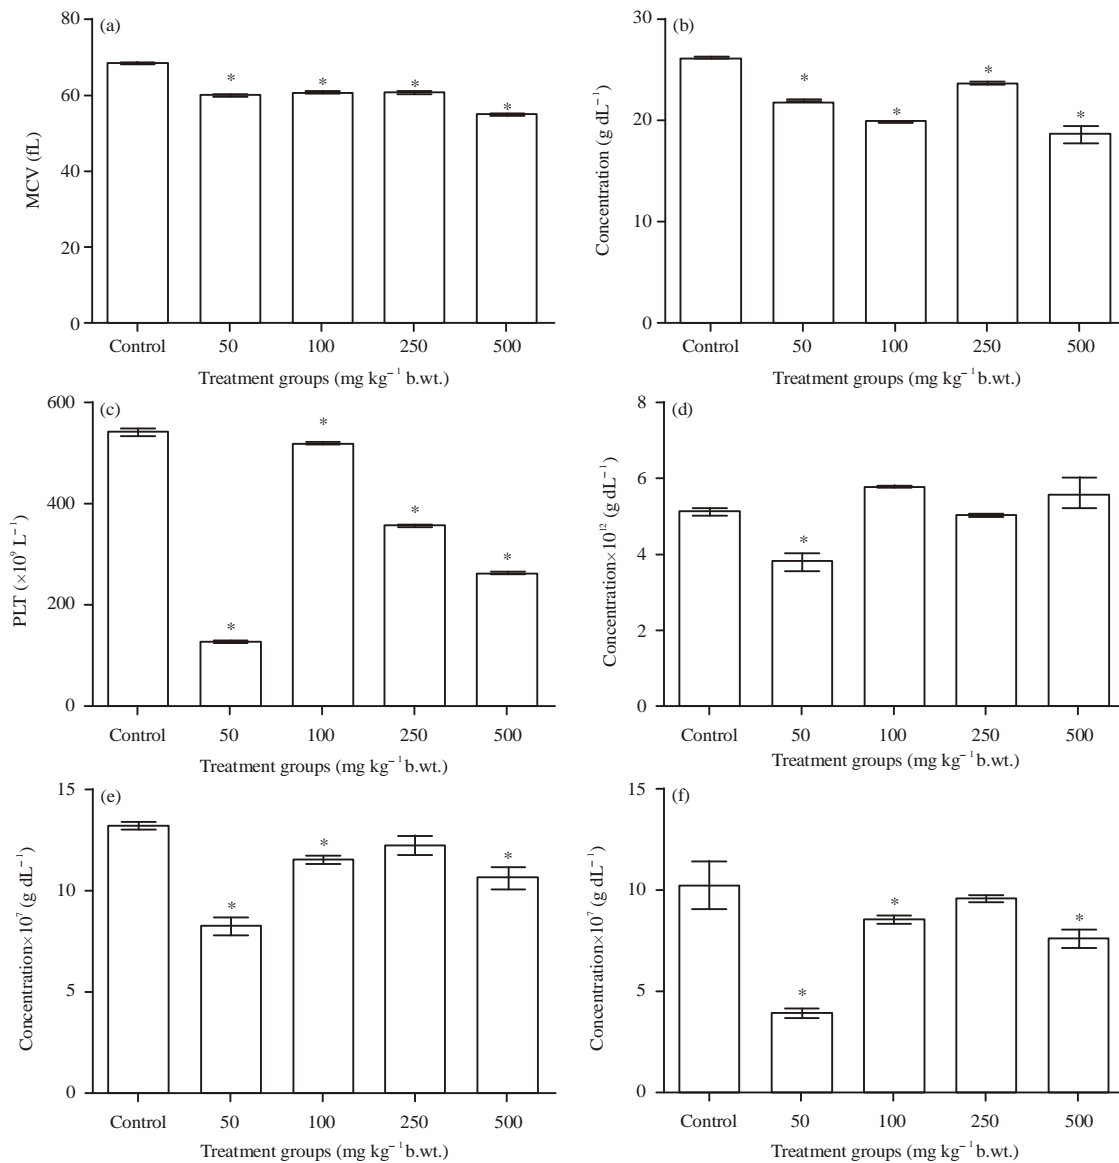 (a)
80
60
40
20
0
MCV (fL)
*
*
*
*
Control 50 100 250 500
Treatment groups (mg kg⁻¹ b.wt.)
(b)
30
20
10
0
Concentration (g dL⁻¹)
*
*
*
*
Control 50 100 250 500
Treatment groups (mg kg⁻¹ b.wt.)
(c)
600
400
200
0
PLT (×10⁹ L⁻¹)
*
*
*
*
Control 50 100 250 500
Treatment groups (mg kg⁻¹ b.wt.)
(d)
8
6
4
2
0
Concentration×10¹² (g dL⁻¹)
*
Control 50 100 250 500
Treatment groups (mg kg⁻¹ b.wt.)
(e)
15
10
5
0
Concentration×10⁷ (g dL⁻¹)
*
*
*
Control 50 100 250 500
Treatment groups (mg kg⁻¹ b.wt.)
(f)
15
10
5
0
Concentration×10⁷ (g dL⁻¹)
*
*
*
Control 50 100 250 500
Treatment groups (mg kg⁻¹ b.wt.)